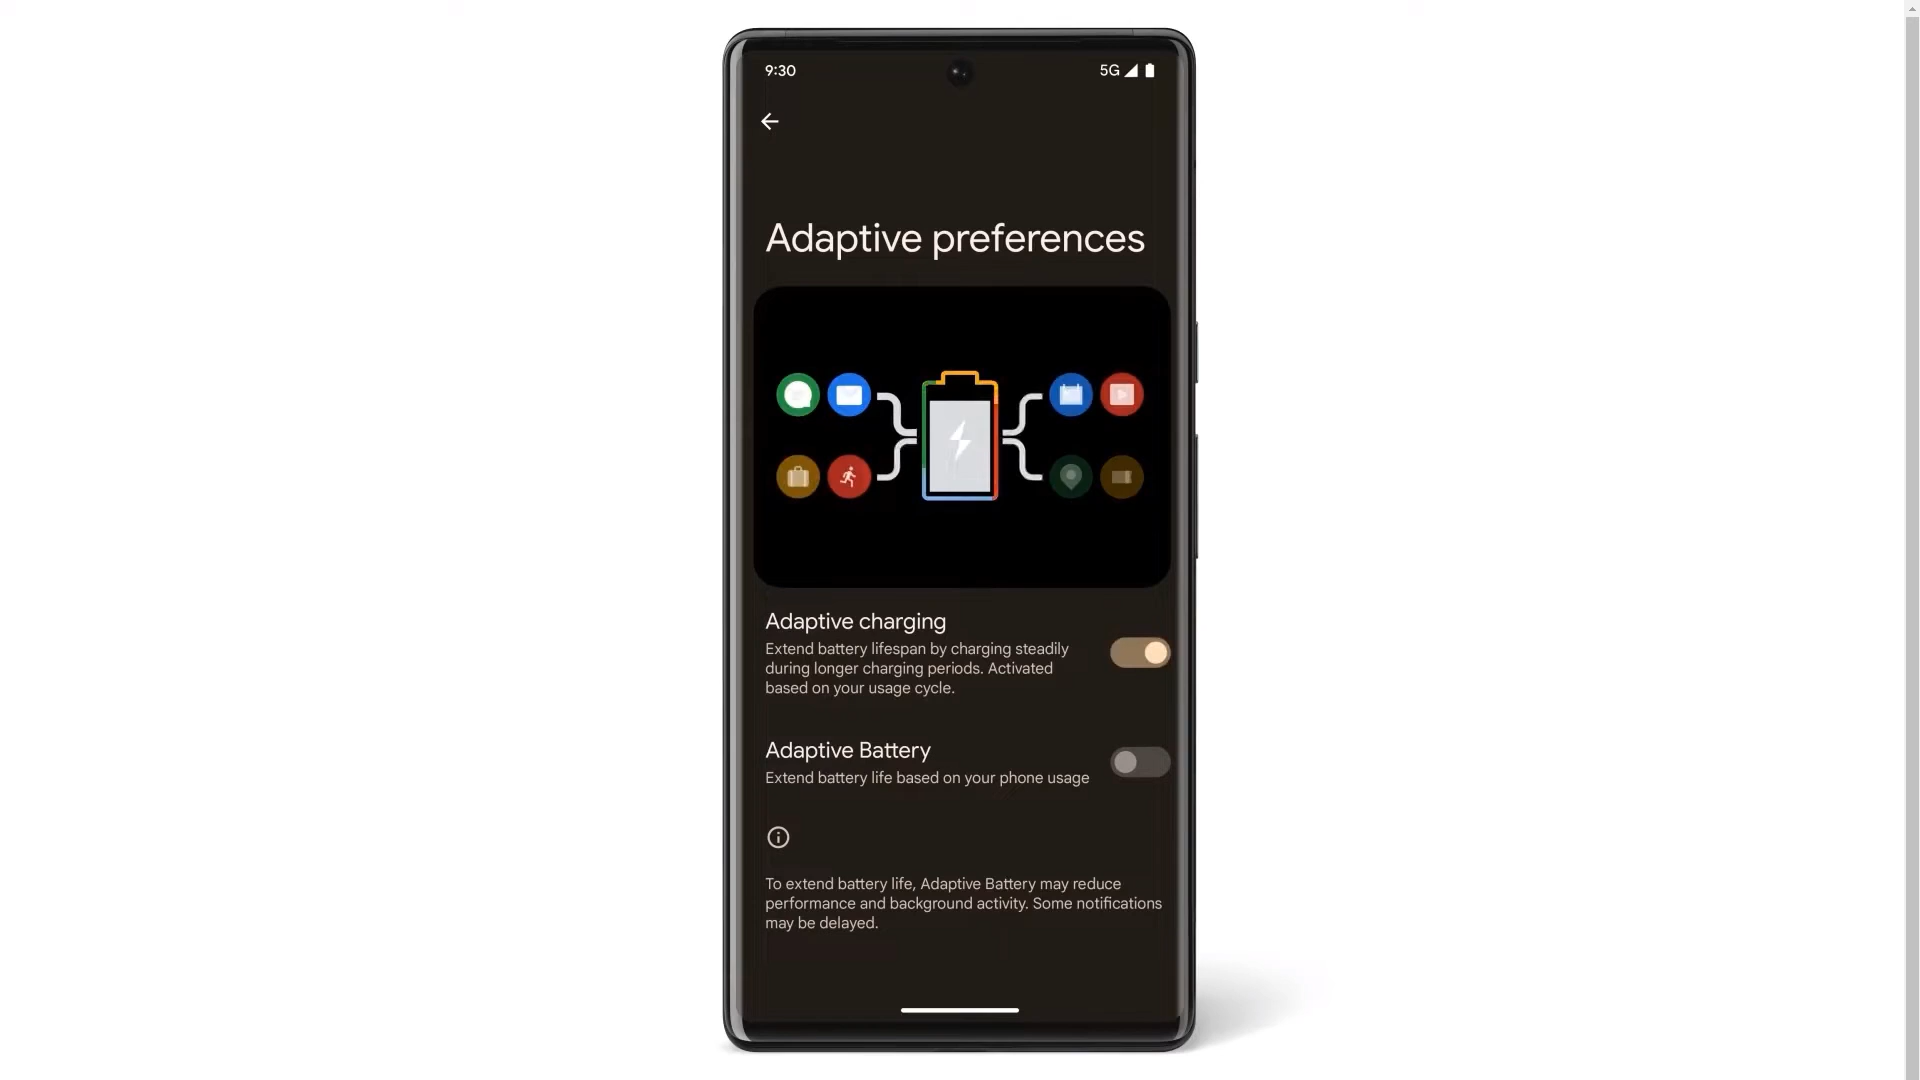 9:30
5G
Adaptive preferences
Adaptive charging
Extend battery lifespan by charging steadily
during longer charging periods. Activated
based on your usage cycle.
Adaptive Battery
Extend battery life based on your phone usage
To extend battery life, Adaptive Battery may reduce
performance and background activity. Some notifications
may be delayed.